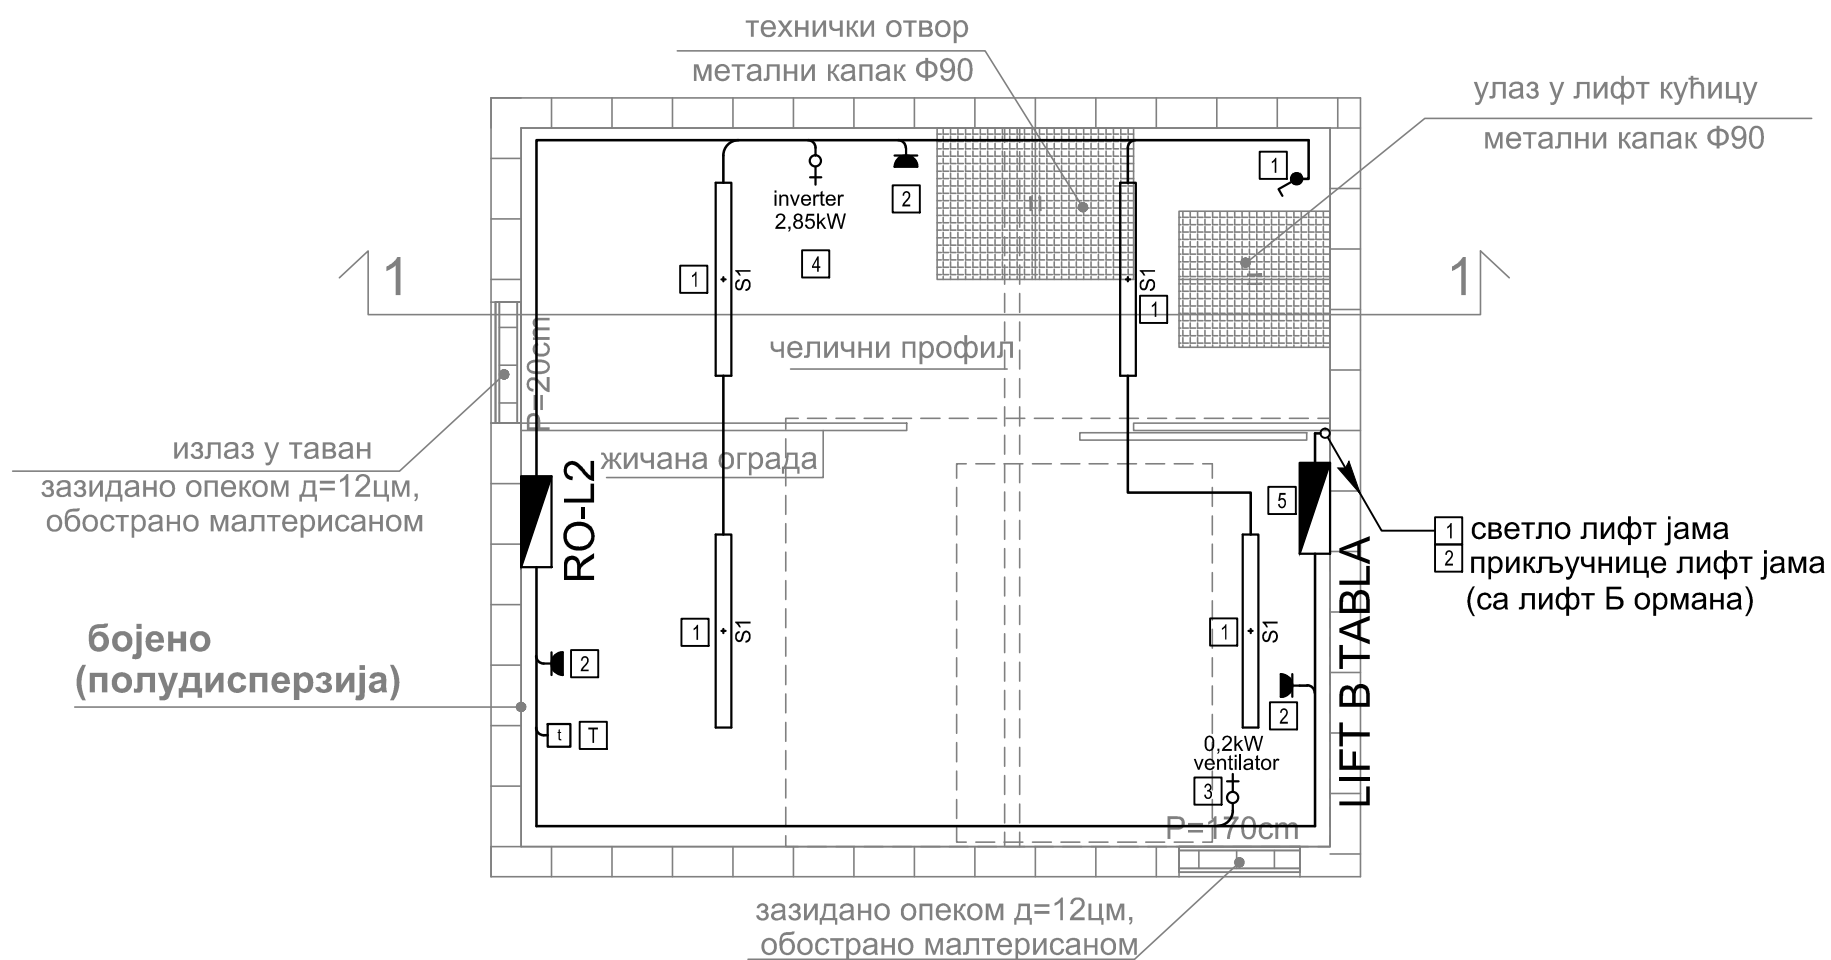 технички отвор
метални капак Ф90
улаз у лифт кућицу
метални капак Ф90
1
2
inverter
2,85kW
4
1
S1
S1
1
1
1
P=20cm
челични профил
излаз у таван
зазидано опеком д=12цм,
обострано малтерисаном
жичана ограда
RO-L2
5
1 светло лифт јама
2 прикључнице лифт јама
(са лифт Б ормана)
LIFT B TABLA
бојено
(полудисперзија)
1
S1
1
S1
2
t
T
2
0,2kW
ventilator
3
P=170cm
зазидано опеком д=12цм,
обострано малтерисаном